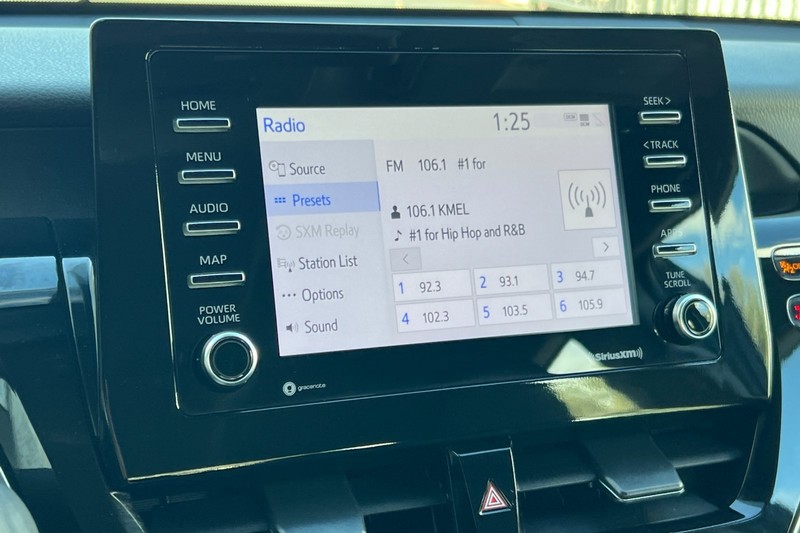 HOME
MENU
AUDIO
MAP
POWER
VOLUME
Radio
1:25
Source
Presets
SXM Replay
Station List
Options
Sound
FM 106.1 #1 for
106.1 KMEL
#1 for Hip Hop and R&B
<
>
1 92.3
2 93.1
3 94.7
4 102.3
5 103.5
6 105.9
SEEK >
< TRACK
PHONE
APPS
TUNE
SCROLL
gracenote
SiriusXM